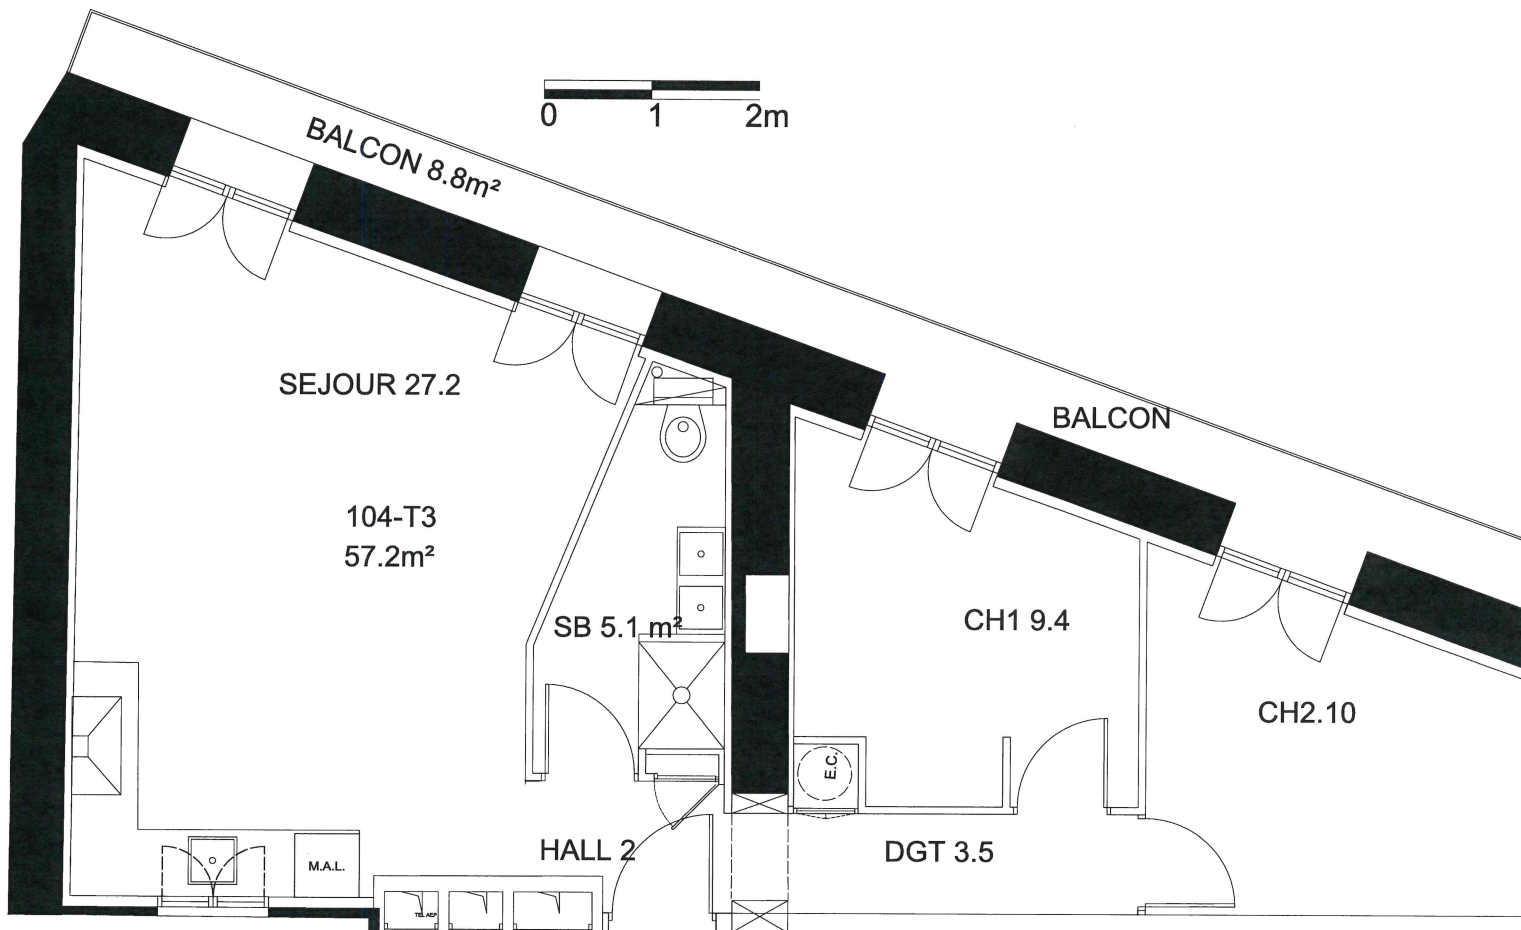 0 1 2m
BALCON 8.8m²
SEJOUR 27.2
BALCON
104-T3
57.2m²
SB 5.1 m²
CH1 9.4
CH2.10
E.C.
HALL 2
DGT 3.5
M.A.L.
TEL AEP